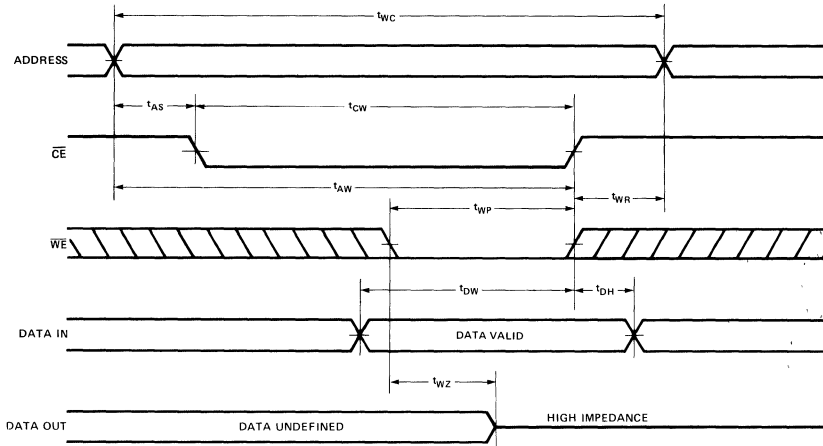 tWC
ADDRESS
tAS
tCW
CE
tAW
tWR
tWP
WE
tDW
tDH
DATA IN
DATA VALID
tWZ
DATA OUT
DATA UNDEFINED
HIGH IMPEDANCE